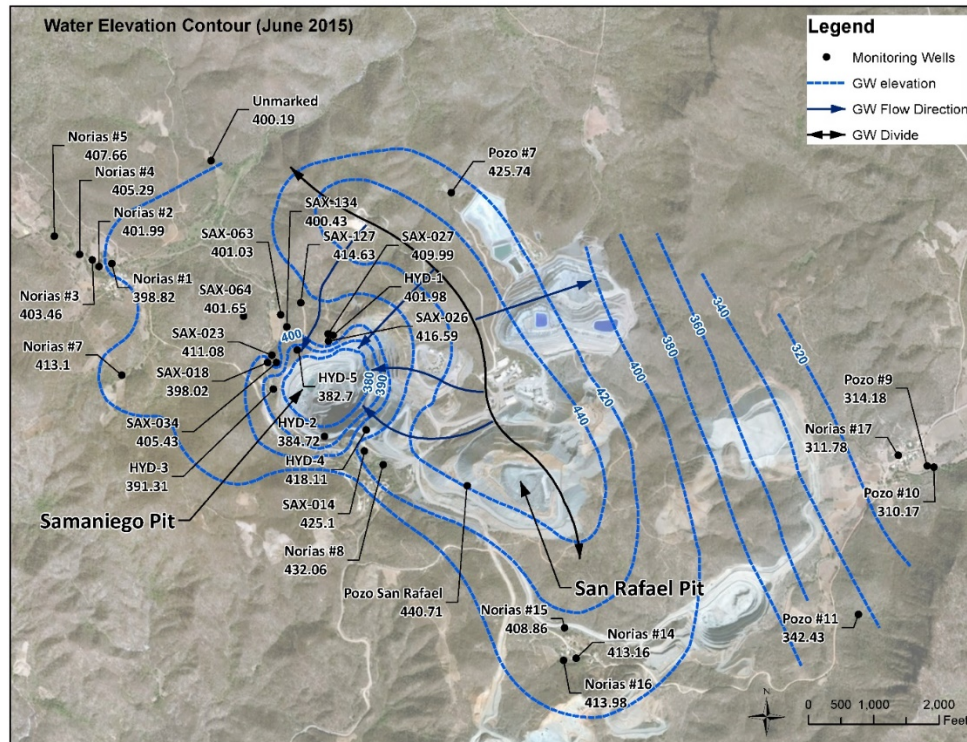 Water Elevation Contour (June 2015)
Legend
Monitoring Wells
GW elevation
GW Flow Direction
GW Divide
Unmarked
400.19
Norias #5
407.66
Norias #4
405.29
Norias #2
401.99
Pozo #7
425.74
SAX-134
400.43
SAX-127
414.63
SAX-063
401.03
SAX-027
409.99
HYD-1
401.98
Norias #1
398.82
Norias #3
403.46
SAX-064
401.65
SAX-026
416.59
SAX-023
411.08
400
Norias #7
413.1
SAX-018
398.02
HYD-5
382.7
380
390
SAX-034
405.43
HYD-2
384.72
HYD-3
391.31
HYD-4
418.11
Samaniego Pit
SAX-014
425.1
Norias #8
432.06
Pozo San Rafael
440.71
San Rafael Pit
440
420
400
380
360
340
320
Pozo #9
314.18
Norias #17
311.78
Pozo #10
310.17
Pozo #11
342.43
Norias #15
408.86
Norias #14
413.16
Norias #16
413.98
N
0 500 1,000 2,000
Feet